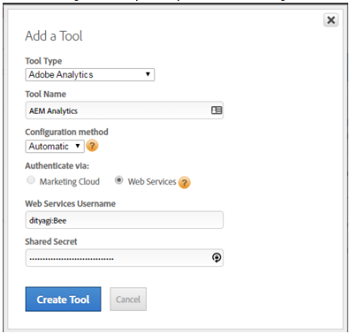 Add a Tool
Tool Type
Adobe Analytics
Tool Name
AEM Analytics
Configuration method
Automatic
Authenticate via:
Marketing Cloud Web Services
Web Services Username
dityagi:Bee
Shared Secret
Create Tool Cancel